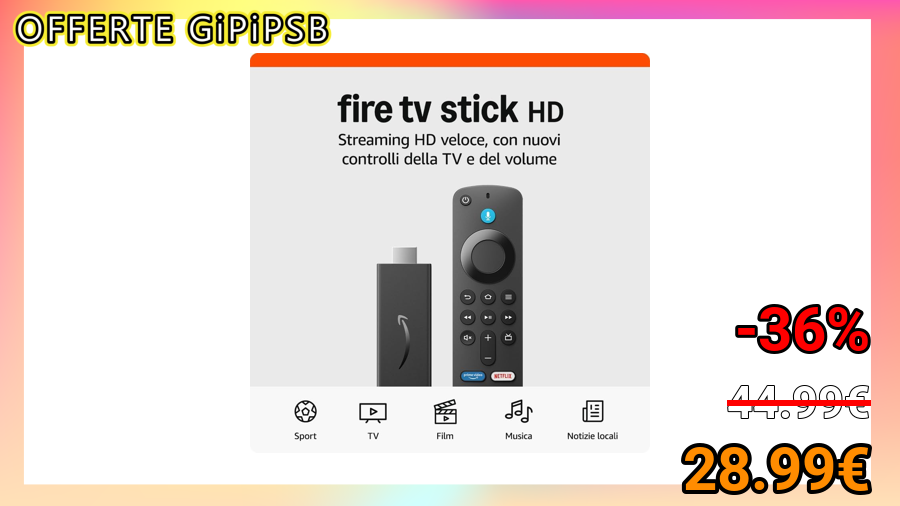 OFFERTE GiPiPSB
fire tv stick HD
Streaming HD veloce, con nuovi
controlli della TV e del volume
prime video
NETFLIX
Sport
TV
Film
Musica
Notizie locali
-36%
44.99€
28.99€